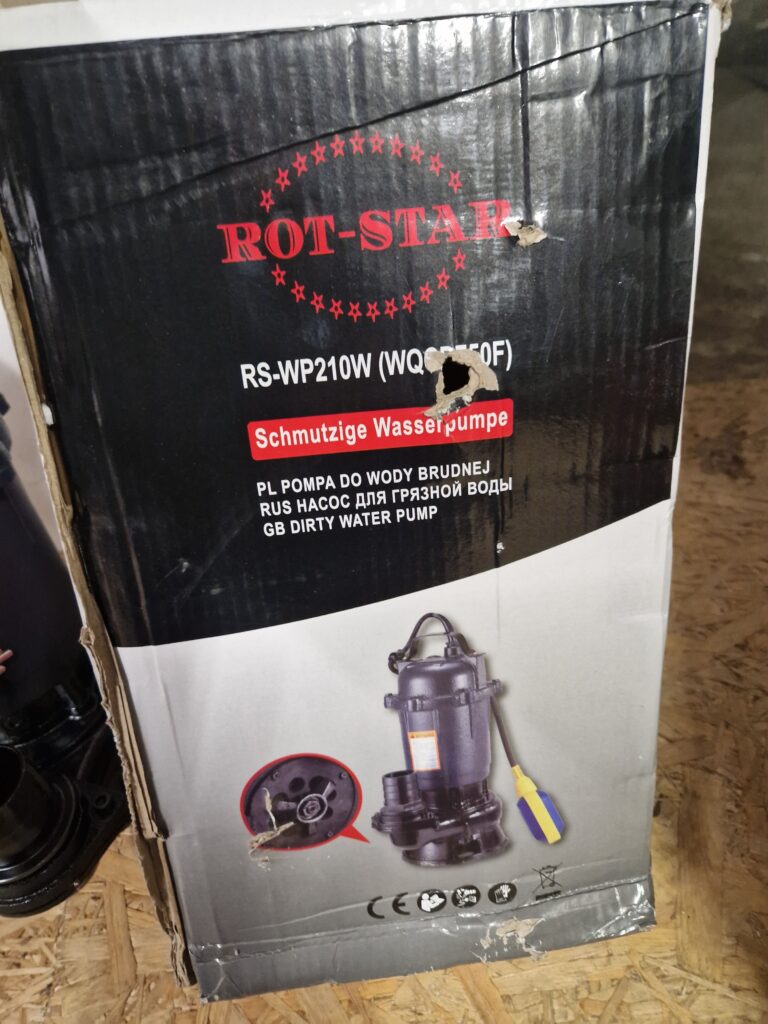 ROT-STAR
RS-WP210W
Schmutzige Wasserpumpe
PL POMPA DO WODY BRUDNEJ
RUS НАСОС ДЛЯ ГРЯЗНОЙ ВОДЫ
GB DIRTY WATER PUMP
CE